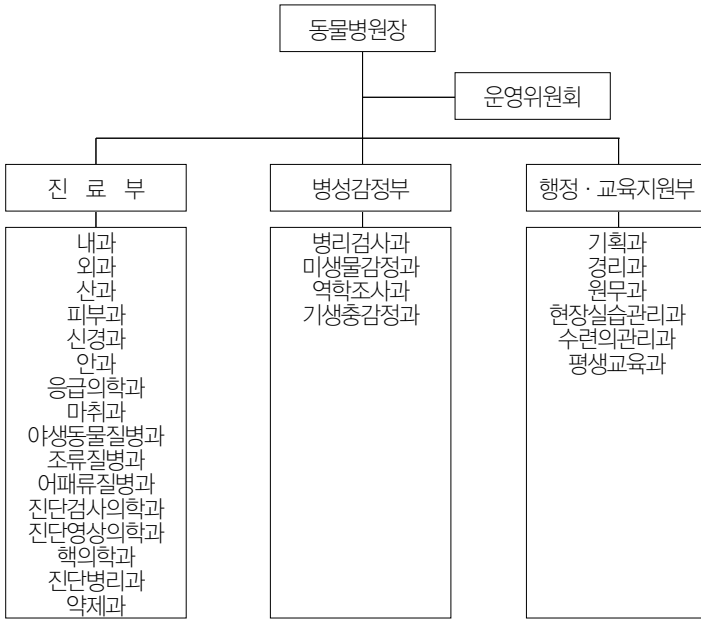 동물병원장
운영위원회
진 료 부
병성감정부
행정 · 교육지원부
내과
외과
산과
피부과
신경과
안과
응급의학과
마취과
야생동물질병과
조류질병과
어패류질병과
진단검사의학과
진단영상의학과
핵의학과
진단병리과
약제과
병리검사과
미생물감정과
역학조사과
기생충감정과
기획과
경리과
원무과
현장실습관리과
수련의관리과
평생교육과